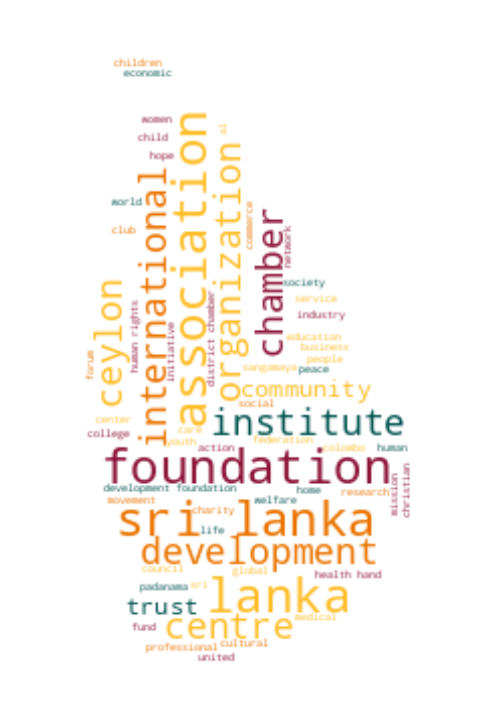 children
economic
women
al
child
hope
association
organization
international
world
commerce
chamber
club
network
ceylon
society
service
human rights
district chamber
industry
initiative
education
business
forum
people
sangamaya
peace
community
social
institute
center
care
college
youth
federation
action
colombo
human
foundation
mission
christian
development foundation
home
research
movement
welfare
sri lanka
charity
life
development
council
global
health hand
padanama
sri
lanka
trust
centre
medical
fund
cultural
professional
united